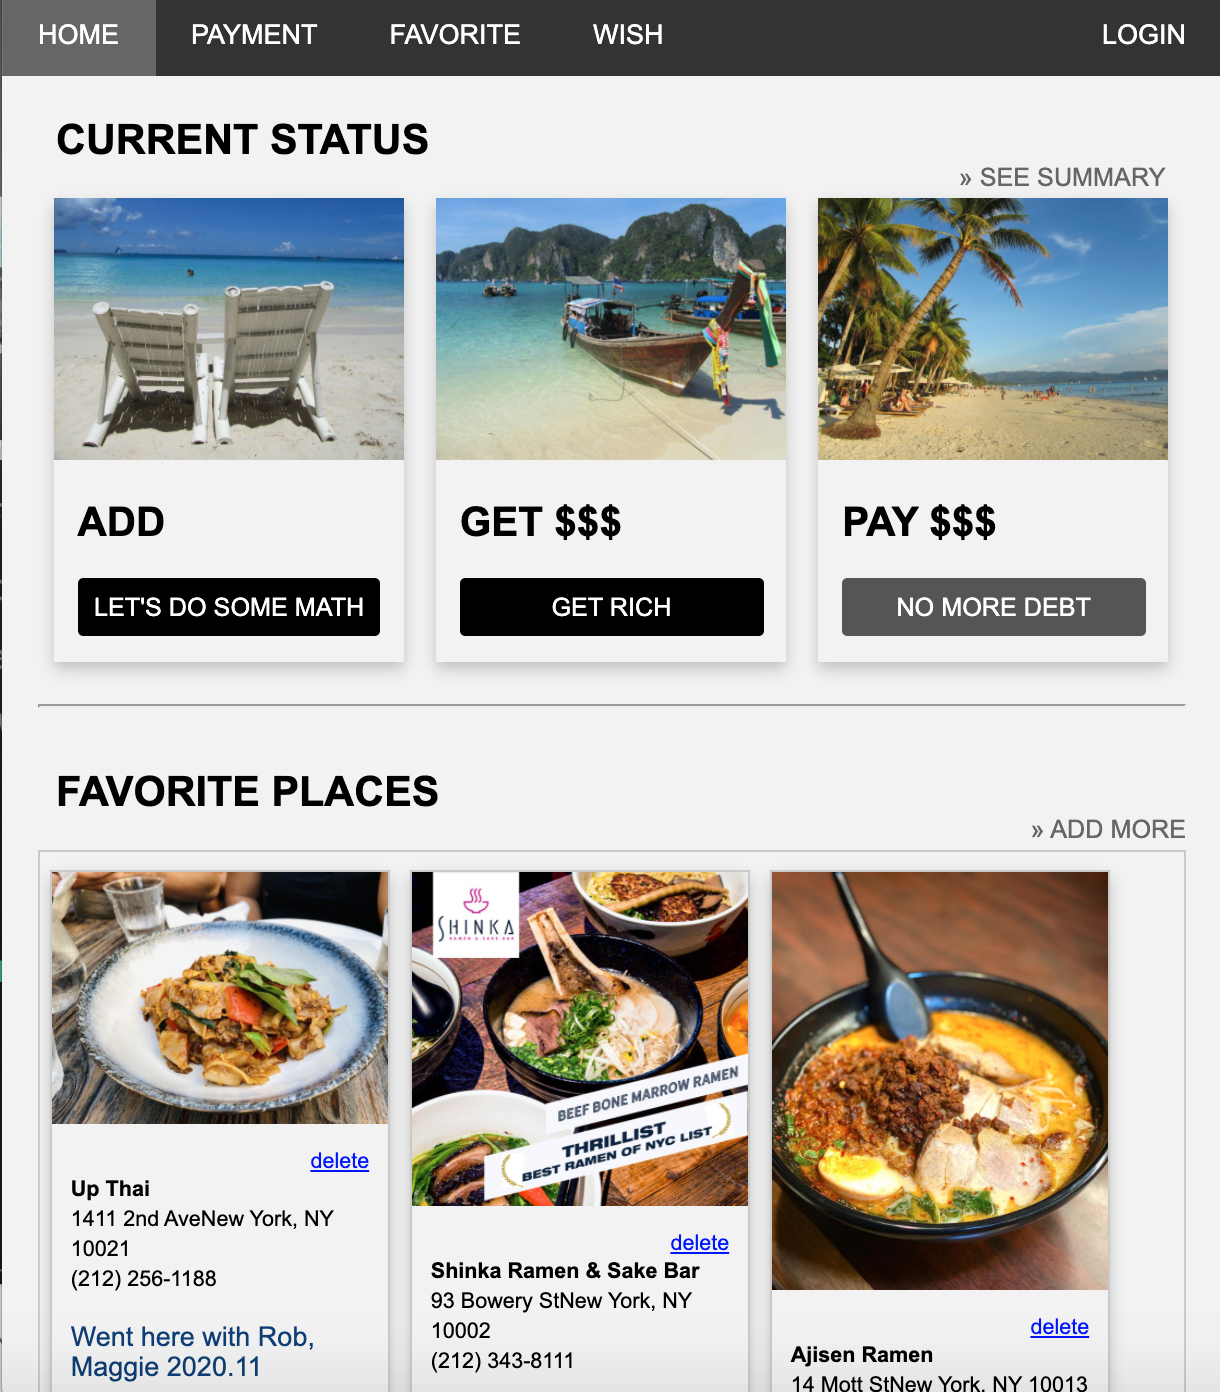 HOME PAYMENT FAVORITE WISH LOGIN
CURRENT STATUS
» SEE SUMMARY
ADD
LET'S DO SOME MATH
GET $$$
GET RICH
PAY $$$
NO MORE DEBT
FAVORITE PLACES
» ADD MORE
delete
Up Thai
1411 2nd AveNew York, NY
10021
(212) 256-1188
Went here with Rob,
Maggie 2020.11
SHINKA
RAMEN & SAKE BAR
BEEF BONE MARROW RAMEN
THRILLIST
BEST RAMEN OF NYC LIST
delete
Shinka Ramen & Sake Bar
93 Bowery StNew York, NY
10002
(212) 343-8111
delete
Ajisen Ramen
14 Mott StNew York, NY 10013